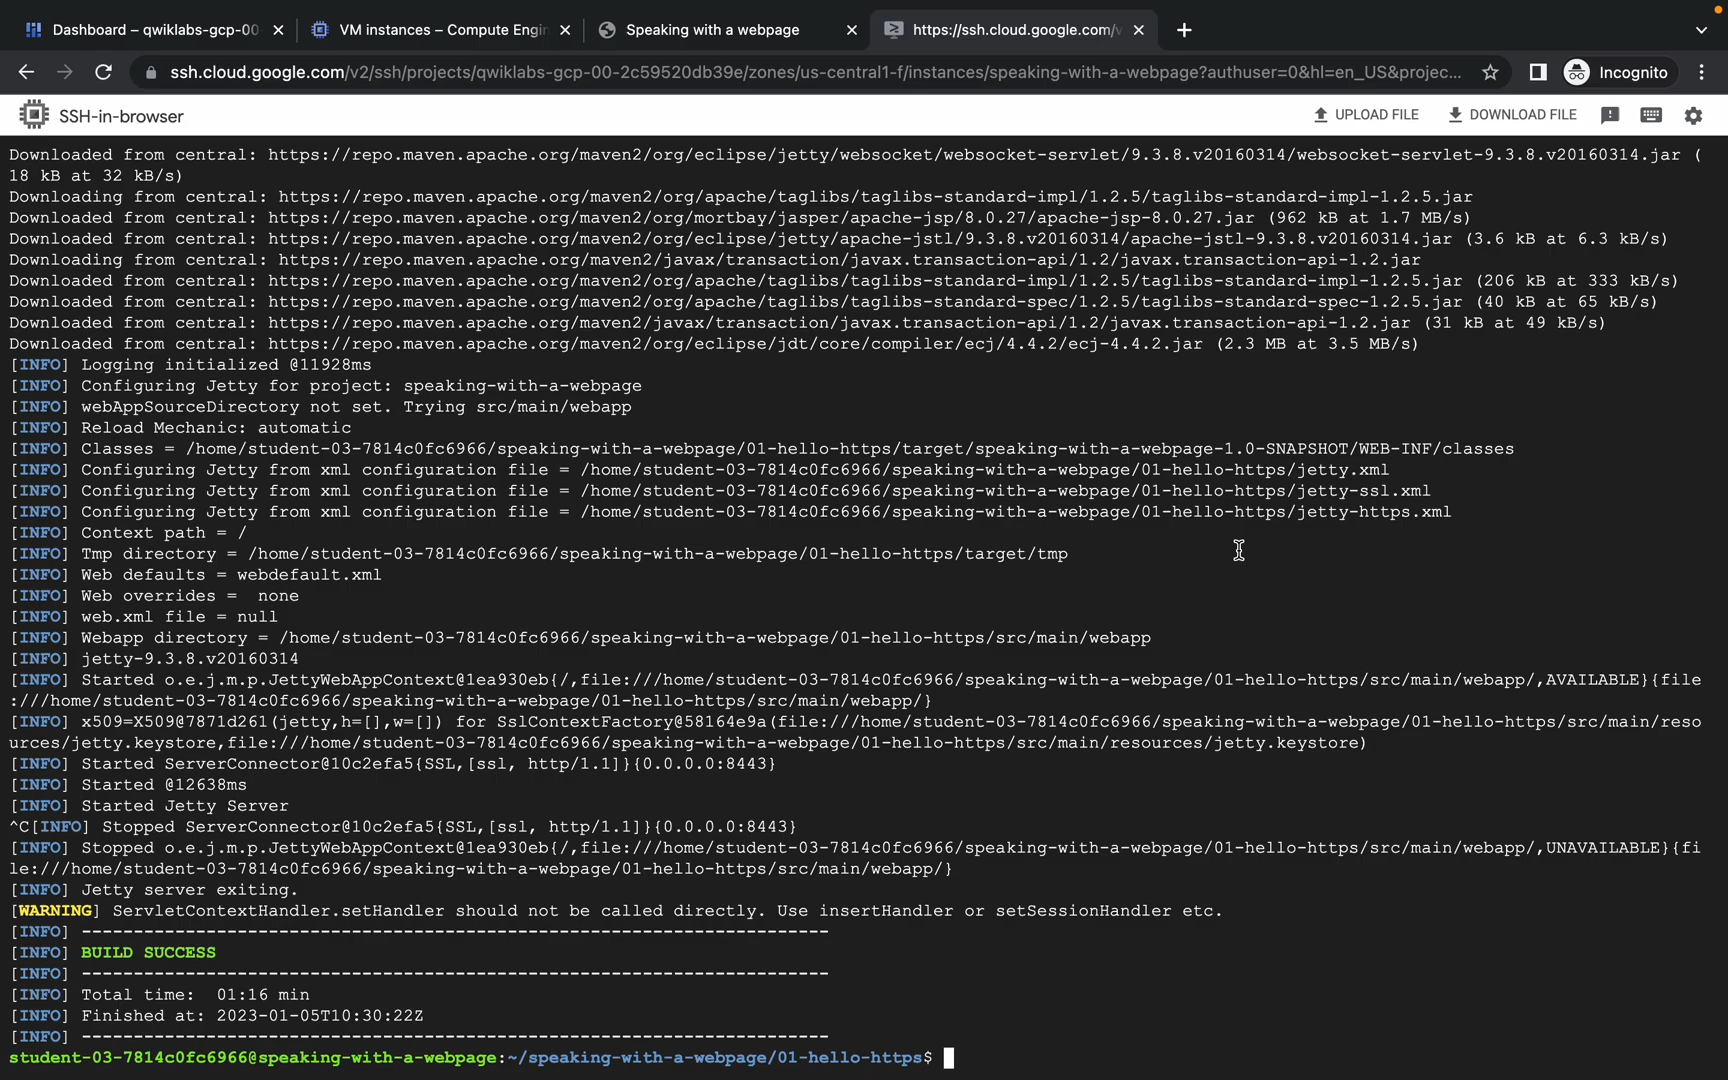 Dashboard – qwiklabs-gcp-00
VM instances – Compute Engin
Speaking with a webpage
https://ssh.cloud.google.com/v
ssh.cloud.google.com/v2/ssh/projects/qwiklabs-gcp-00-2c59520db39e/zones/us-central1-f/instances/speaking-with-a-webpage?authuser=0&hl=en_US&projec...
Incognito
SSH-in-browser
UPLOAD FILE
DOWNLOAD FILE
Downloaded from central: https://repo.maven.apache.org/maven2/org/eclipse/jetty/websocket/websocket-servlet/9.3.8.v20160314/websocket-servlet-9.3.8.v20160314.jar (
18 kB at 32 kB/s)
Downloading from central: https://repo.maven.apache.org/maven2/org/apache/taglibs/taglibs-standard-impl/1.2.5/taglibs-standard-impl-1.2.5.jar
Downloaded from central: https://repo.maven.apache.org/maven2/org/mortbay/jasper/apache-jsp/8.0.27/apache-jsp-8.0.27.jar (962 kB at 1.7 MB/s)
Downloaded from central: https://repo.maven.apache.org/maven2/org/eclipse/jetty/apache-jstl/9.3.8.v20160314/apache-jstl-9.3.8.v20160314.jar (3.6 kB at 6.3 kB/s)
Downloading from central: https://repo.maven.apache.org/maven2/javax/transaction/javax.transaction-api/1.2/javax.transaction-api-1.2.jar
Downloaded from central: https://repo.maven.apache.org/maven2/org/apache/taglibs/taglibs-standard-impl/1.2.5/taglibs-standard-impl-1.2.5.jar (206 kB at 333 kB/s)
Downloaded from central: https://repo.maven.apache.org/maven2/org/apache/taglibs/taglibs-standard-spec/1.2.5/taglibs-standard-spec-1.2.5.jar (40 kB at 65 kB/s)
Downloaded from central: https://repo.maven.apache.org/maven2/javax/transaction/javax.transaction-api/1.2/javax.transaction-api-1.2.jar (31 kB at 49 kB/s)
Downloaded from central: https://repo.maven.apache.org/maven2/org/eclipse/jdt/core/compiler/ecj/4.4.2/ecj-4.4.2.jar (2.3 MB at 3.5 MB/s)
[INFO] Logging initialized @11928ms
[INFO] Configuring Jetty for project: speaking-with-a-webpage
[INFO] webAppSourceDirectory not set. Trying src/main/webapp
[INFO] Reload Mechanic: automatic
[INFO] Classes = /home/student-03-7814c0fc6966/speaking-with-a-webpage/01-hello-https/target/speaking-with-a-webpage-1.0-SNAPSHOT/WEB-INF/classes
[INFO] Configuring Jetty from xml configuration file = /home/student-03-7814c0fc6966/speaking-with-a-webpage/01-hello-https/jetty.xml
[INFO] Configuring Jetty from xml configuration file = /home/student-03-7814c0fc6966/speaking-with-a-webpage/01-hello-https/jetty-ssl.xml
[INFO] Configuring Jetty from xml configuration file = /home/student-03-7814c0fc6966/speaking-with-a-webpage/01-hello-https/jetty-https.xml
[INFO] Context path = /
[INFO] Tmp directory = /home/student-03-7814c0fc6966/speaking-with-a-webpage/01-hello-https/target/tmp
[INFO] Web defaults = webdefault.xml
[INFO] Web overrides =  none
[INFO] web.xml file = null
[INFO] Webapp directory = /home/student-03-7814c0fc6966/speaking-with-a-webpage/01-hello-https/src/main/webapp
[INFO] jetty-9.3.8.v20160314
[INFO] Started o.e.j.m.p.JettyWebAppContext@1ea930eb{/,file:///home/student-03-7814c0fc6966/speaking-with-a-webpage/01-hello-https/src/main/webapp/,AVAILABLE}{file
:///home/student-03-7814c0fc6966/speaking-with-a-webpage/01-hello-https/src/main/webapp/}
[INFO] x509=X509@7871d261(jetty,h=[],w=[]) for SslContextFactory@58164e9a(file:///home/student-03-7814c0fc6966/speaking-with-a-webpage/01-hello-https/src/main/reso
urces/jetty.keystore,file:///home/student-03-7814c0fc6966/speaking-with-a-webpage/01-hello-https/src/main/resources/jetty.keystore)
[INFO] Started ServerConnector@10c2efa5{SSL,[ssl, http/1.1]}{0.0.0.0:8443}
[INFO] Started @12638ms
[INFO] Started Jetty Server
^C[INFO] Stopped ServerConnector@10c2efa5{SSL,[ssl, http/1.1]}{0.0.0.0:8443}
[INFO] Stopped o.e.j.m.p.JettyWebAppContext@1ea930eb{/,file:///home/student-03-7814c0fc6966/speaking-with-a-webpage/01-hello-https/src/main/webapp/,UNAVAILABLE}{fi
le:///home/student-03-7814c0fc6966/speaking-with-a-webpage/01-hello-https/src/main/webapp/}
[INFO] Jetty server exiting.
[WARNING] ServletContextHandler.setHandler should not be called directly. Use insertHandler or setSessionHandler etc.
[INFO] ------------------------------------------------------------------------
[INFO] BUILD SUCCESS
[INFO] ------------------------------------------------------------------------
[INFO] Total time:  01:16 min
[INFO] Finished at: 2023-01-05T10:30:22Z
[INFO] ------------------------------------------------------------------------
student-03-7814c0fc6966@speaking-with-a-webpage:~/speaking-with-a-webpage/01-hello-https$